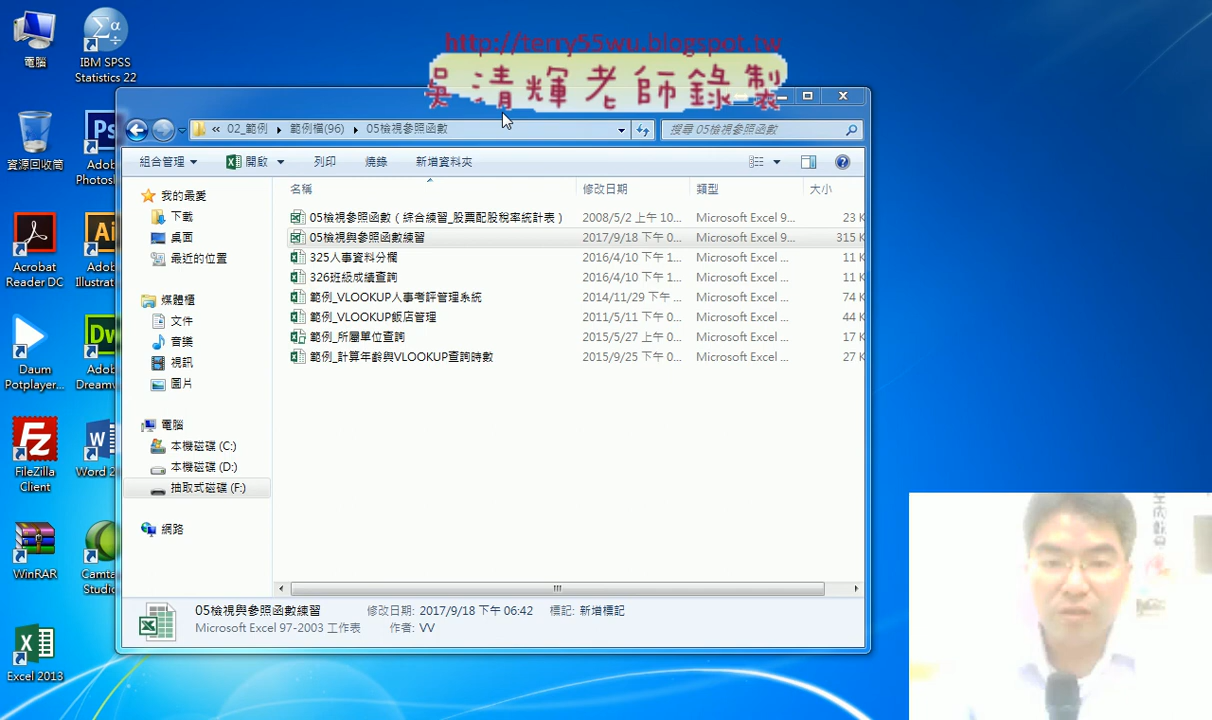 http://terry55wu.blogspot.tw
吳清輝老師錄製
電腦
IBM SPSS
Statistics 22
資源回收筒
Adob
Photos
Acrobat
Reader DC
Adob
Illustrat
Daum
Potplayer...
Adob
Dreamw
FileZilla
Client
Word 2
WinRAR
Camta
Studio
Excel 2013
« 02_範例 ▸ 範例檔(96) ▸ 05檢視參照函數
搜尋 05檢視參照函數
組合管理 開啟 列印 燒錄 新增資料夾
名稱 修改日期 類型 大小
05檢視參照函數（綜合練習_股票配股稅率統計表） 2008/5/2 上午 10... Microsoft Excel 9... 23 K
05檢視與參照函數練習 2017/9/18 下午 0... Microsoft Excel 9... 315 K
325人事資料分欄 2016/4/10 下午 1... Microsoft Excel ... 11 K
326班級成績查詢 2016/4/10 下午 1... Microsoft Excel ... 11 K
範例_VLOOKUP人事考評管理系統 2014/11/29 下午 ... Microsoft Excel ... 74 K
範例_VLOOKUP飯店管理 2011/5/11 下午 0... Microsoft Excel ... 44 K
範例_所屬單位查詢 2015/5/27 上午 0... Microsoft Excel ... 17 K
範例_計算年齡與VLOOKUP查詢時數 2015/9/25 下午 0... Microsoft Excel ... 27 K
我的最愛
下載
桌面
最近的位置
媒體櫃
文件
音樂
視訊
圖片
電腦
本機磁碟 (C:)
本機磁碟 (D:)
抽取式磁碟 (F:)
網路
05檢視與參照函數練習 修改日期: 2017/9/18 下午 06:42 標記: 新增標記
Microsoft Excel 97-2003 工作表 作者: VV